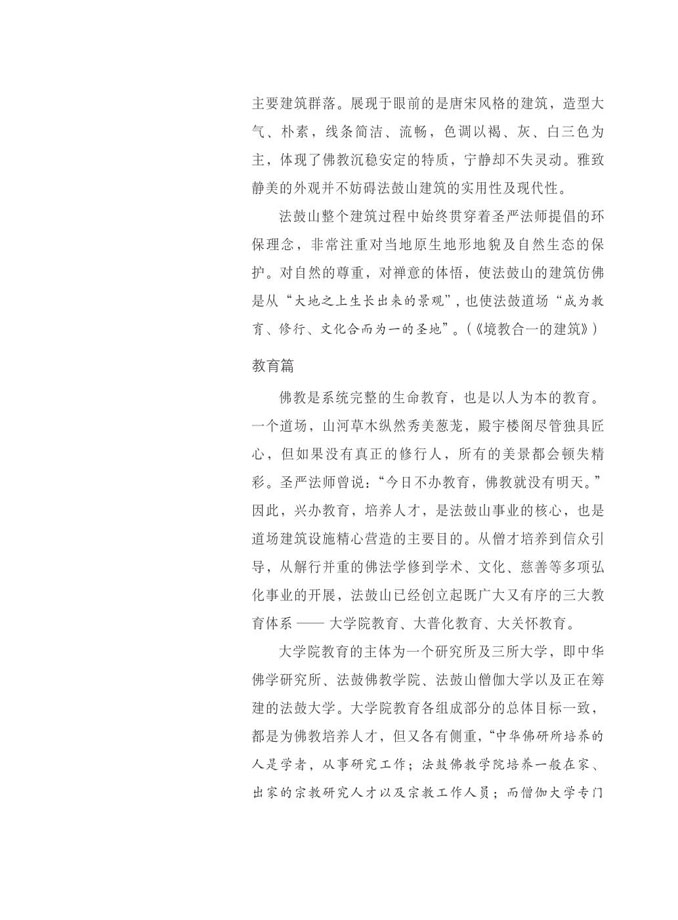 主要建筑群落。展现于眼前的是唐宋风格的建筑，造型大
气、朴素，线条简洁、流畅，色调以褐、灰、白三色为
主，体现了佛教沉稳安定的特质，宁静却不失灵动。雅致
静美的外观并不妨碍法鼓山建筑的实用性及现代性。
法鼓山整个建筑过程中始终贯穿着圣严法师提倡的环
保理念，非常注重对当地原生地形地貌及自然生态的保
护。对自然的尊重，对禅意的体悟，使法鼓山的建筑仿佛
是从“大地之上生长出来的景观”，也使法鼓道场“成为教
育、修行、文化合而为一的圣地”。（《境教合一的建筑》）
教育篇
佛教是系统完整的生命教育，也是以人为本的教育。
一个道场，山河草木纵然秀美葱茏，殿宇楼阁尽管独具匠
心，但如果没有真正的修行人，所有的美景都会顿失精
彩。圣严法师曾说：“今日不办教育，佛教就没有明天。”
因此，兴办教育，培养人才，是法鼓山事业的核心，也是
道场建筑设施精心营造的主要目的。从僧才培养到信众引
导，从解行并重的佛法学修到学术、文化、慈善等多项弘
化事业的开展，法鼓山已经创立起既广大又有序的三大教
育体系 —— 大学院教育、大普化教育、大关怀教育。
大学院教育的主体为一个研究所及三所大学，即中华
佛学研究所、法鼓佛教学院、法鼓山僧伽大学以及正在筹
建的法鼓大学。大学院教育各组成部分的总体目标一致，
都是为佛教培养人才，但又各有侧重，“中华佛研所培养的
人是学者，从事研究工作；法鼓佛教学院培养一般在家、
出家的宗教研究人才以及宗教工作人员；而僧伽大学专门